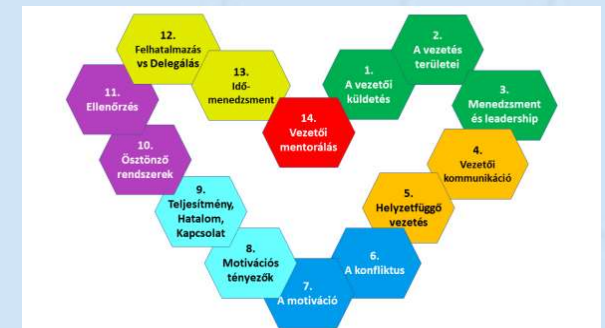 1.
A vezetői
küldetés
2.
A vezetés
területei
3.
Menedzsment
és leadership
4.
Vezetői
kommunikáció
5.
Helyzetfüggő
vezetés
6.
A konfliktus
7.
A motiváció
8.
Motivációs
tényezők
9.
Teljesítmény,
Hatalom,
Kapcsolat
10.
Ösztönző
rendszerek
11.
Ellenőrzés
12.
Felhatalmazás
vs Delegálás
13.
Idő-
menedzsment
14.
Vezetői
mentorálás